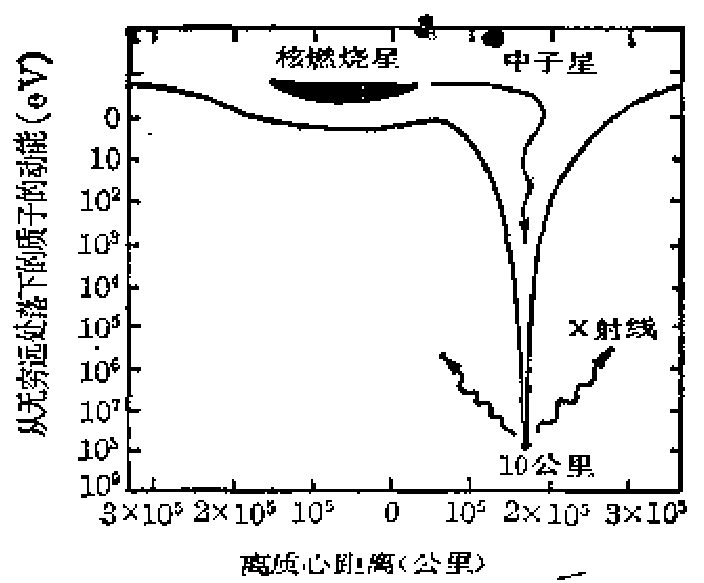 核燃烧星
中子星
从无穷远处落下的质子的动能(eV)
0
10
10²
10³
10⁴
10⁵
10⁶
10⁷
10⁸
10⁹
X射线
10公里
3×10⁵ 2×10⁵ 10⁵ 0 10⁵ 2×10⁵ 3×10⁵
离质心距离(公里)